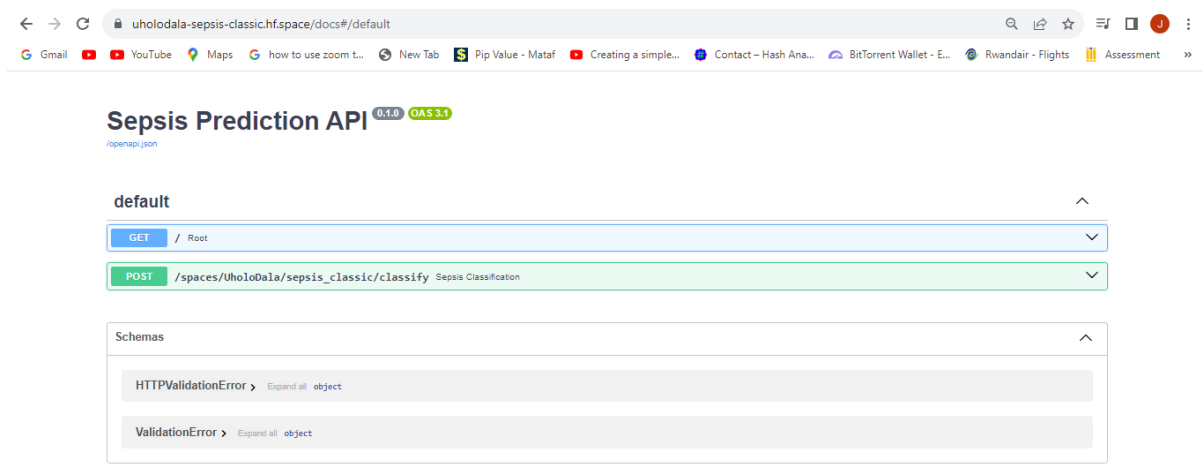 uholodala-sepsis-classic.hf.space/docs#/default
J
Gmail YouTube Maps how to use zoom t... New Tab Pip Value - Mataf Creating a simple... Contact – Hash Ana... BitTorrent Wallet - E... Rwandair - Flights Assessment »
Sepsis Prediction API 0.1.0 OAS 3.1
/openapi.json
default
GET / Root
POST /spaces/UholoDala/sepsis_classic/classify Sepsis Classification
Schemas
HTTPValidationError Expand all object
ValidationError Expand all object